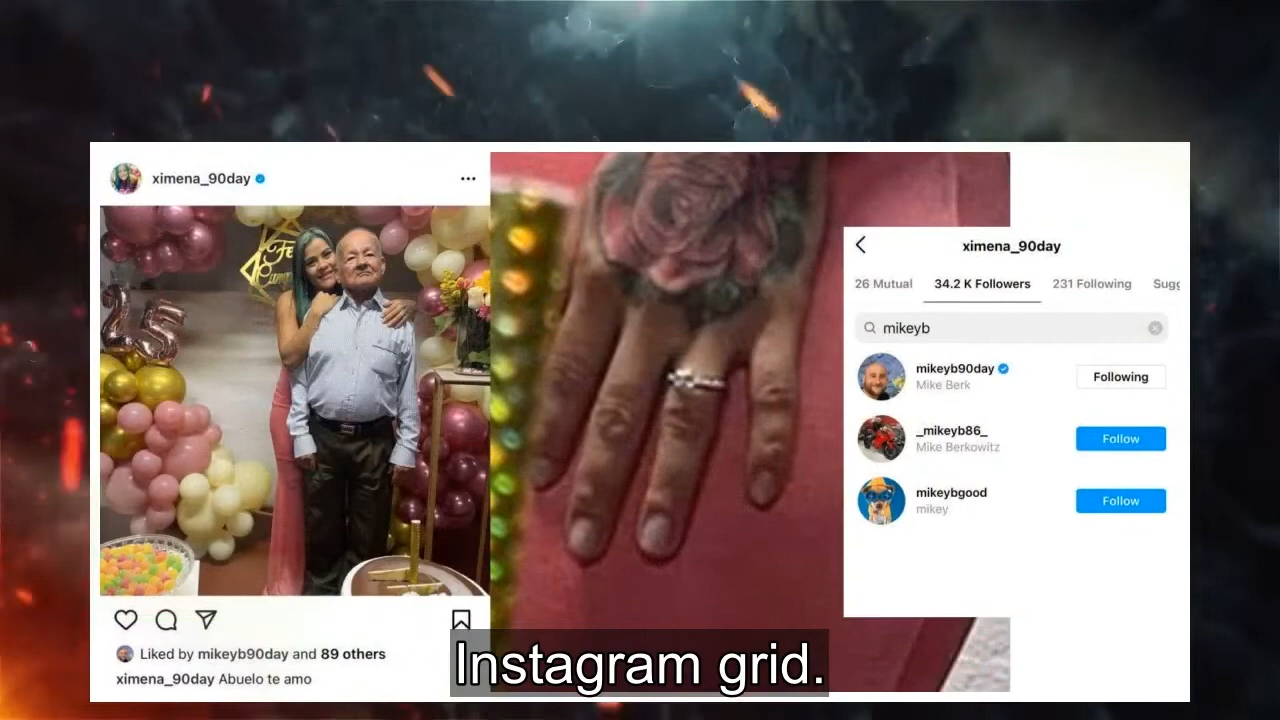 ximena_90day
Fe
Cump
25
Liked by mikeyb90day and 89 others
ximena_90day Abuelo te amo
ximena_90day
26 Mutual 34.2 K Followers 231 Following Sugg
mikeyb
mikeyb90day
Mike Berk
Following
_mikeyb86_
Mike Berkowitz
Follow
mikeybgood
mikey
Follow
Instagram grid.